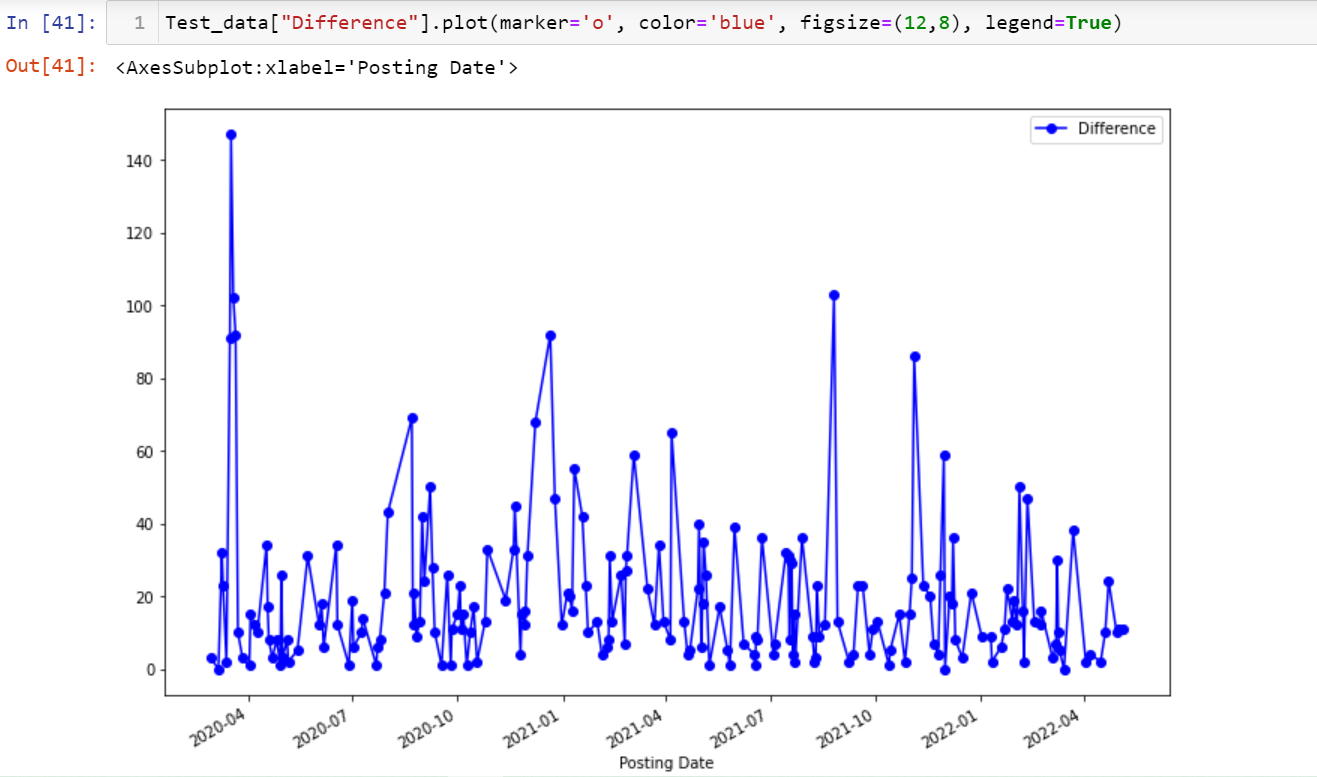 In [41]: 1 Test_data["Difference"].plot(marker='o', color='blue', figsize=(12,8), legend=True)
Out[41]: <AxesSubplot:xlabel='Posting Date'>
Difference
140
120
100
80
60
40
20
0
2020-04 2020-07 2020-10 2021-01 2021-04 2021-07 2021-10 2022-01 2022-04
Posting Date